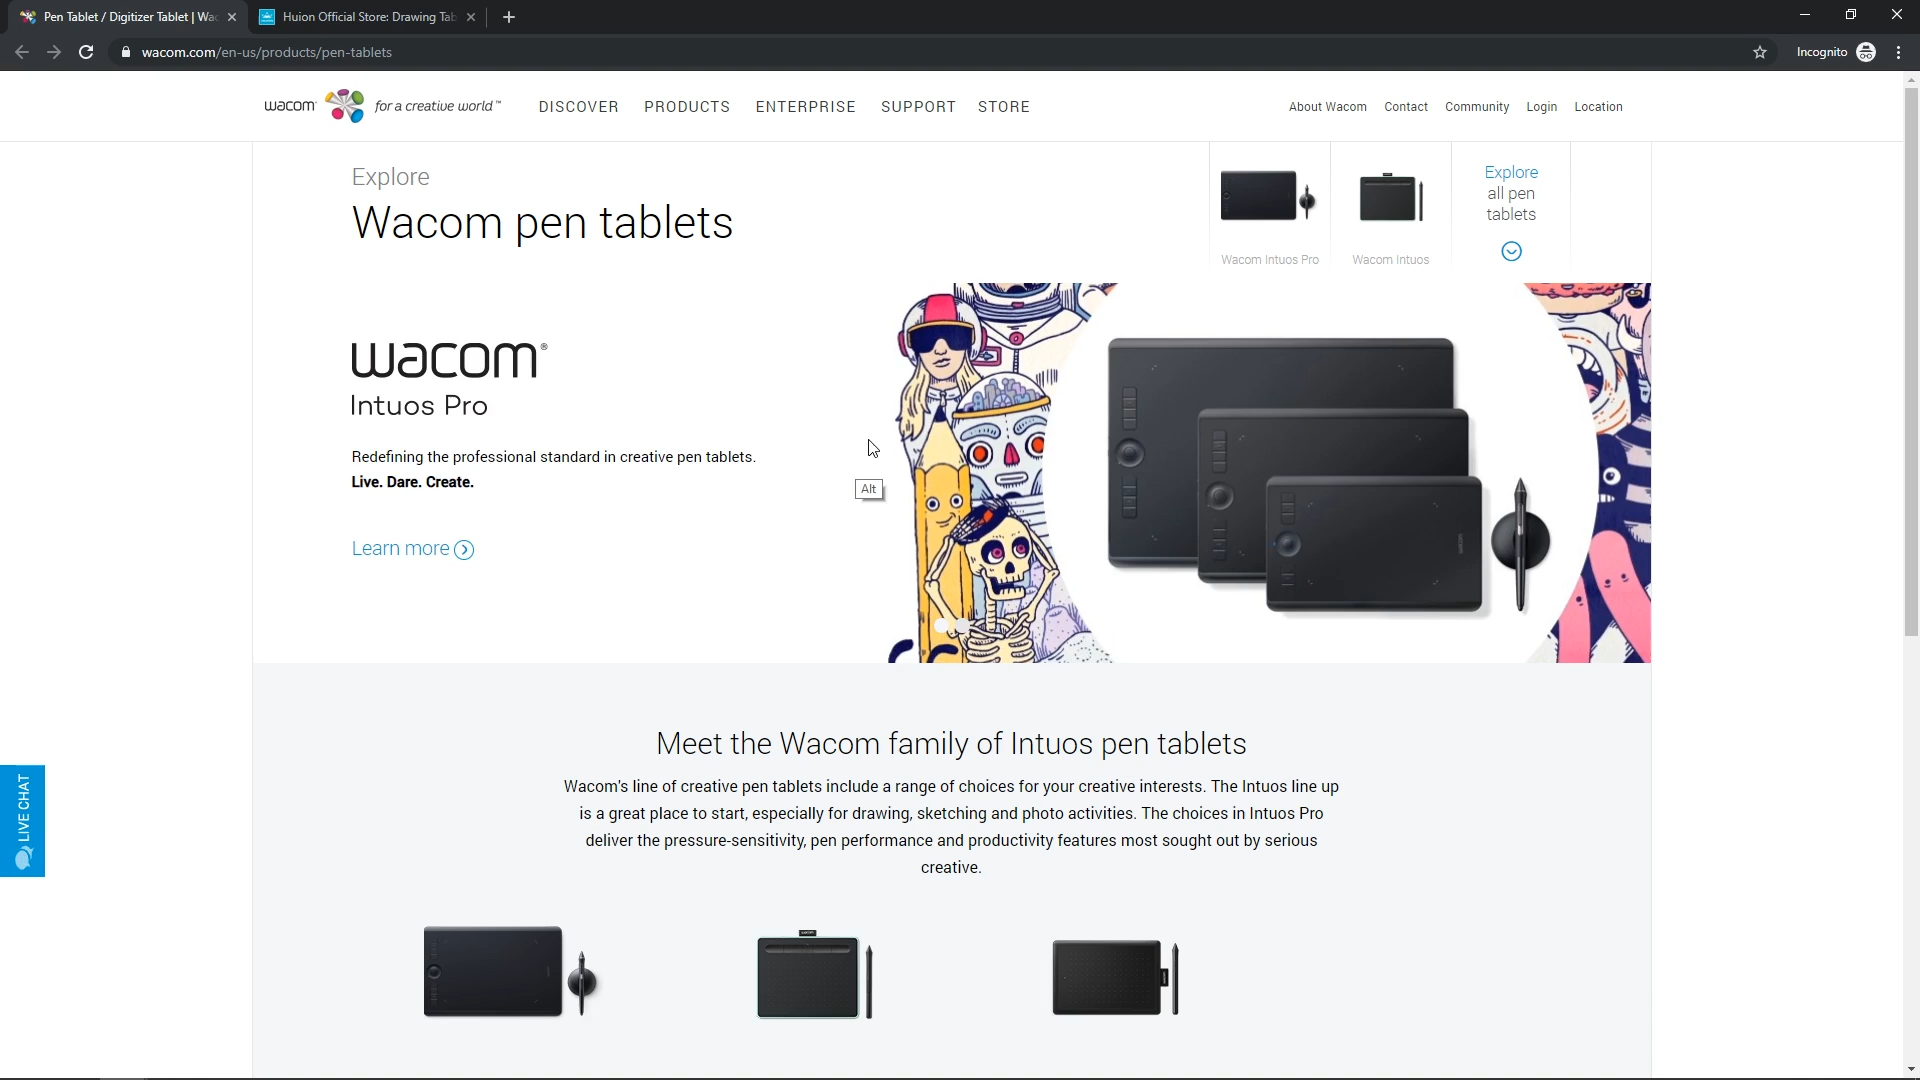 Pen Tablet / Digitizer Tablet | Wac
Huion Official Store: Drawing Tab
wacom.com/en-us/products/pen-tablets
Incognito
wacom for a creative world™
DISCOVER PRODUCTS ENTERPRISE SUPPORT STORE
About Wacom Contact Community Login Location
Explore
Wacom pen tablets
Wacom Intuos Pro
Wacom Intuos
Explore
all pen
tablets
wacom®
Intuos Pro
Redefining the professional standard in creative pen tablets.
Live. Dare. Create.
Alt
Learn more
Meet the Wacom family of Intuos pen tablets
Wacom's line of creative pen tablets include a range of choices for your creative interests. The Intuos line up
is a great place to start, especially for drawing, sketching and photo activities. The choices in Intuos Pro
deliver the pressure-sensitivity, pen performance and productivity features most sought out by serious
creative.
LIVE CHAT